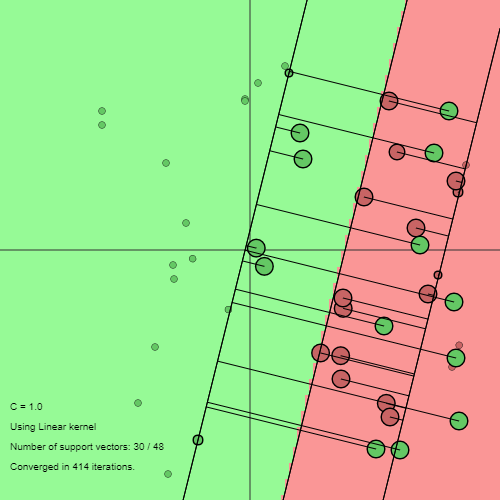 C = 1.0
Using Linear kernel
Number of support vectors: 30 / 48
Converged in 414 iterations.